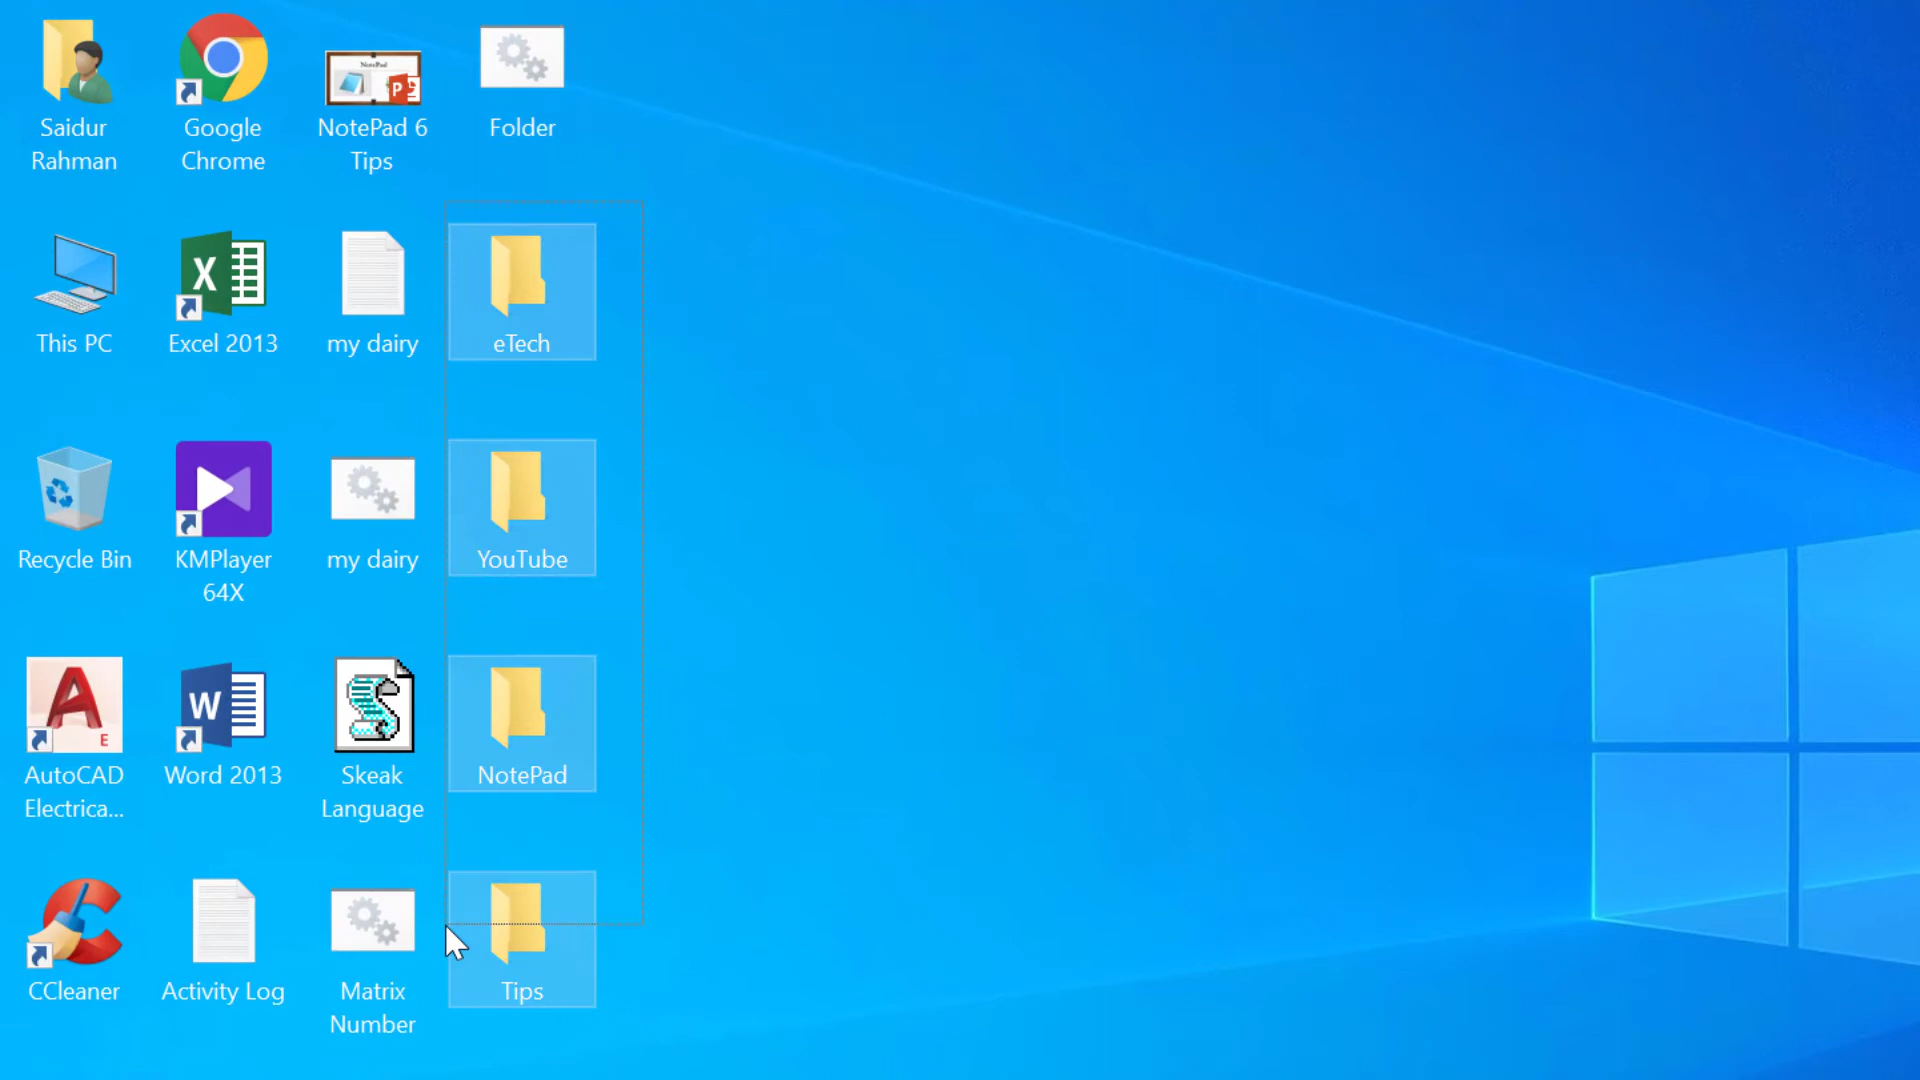 Saidur
Rahman
Google
Chrome
NotePad
NotePad 6
Tips
Folder
This PC
Excel 2013
my dairy
eTech
Recycle Bin
KMPlayer
64X
my dairy
YouTube
AutoCAD
Electrica...
Word 2013
Skeak
Language
NotePad
CCleaner
Activity Log
Matrix
Number
Tips